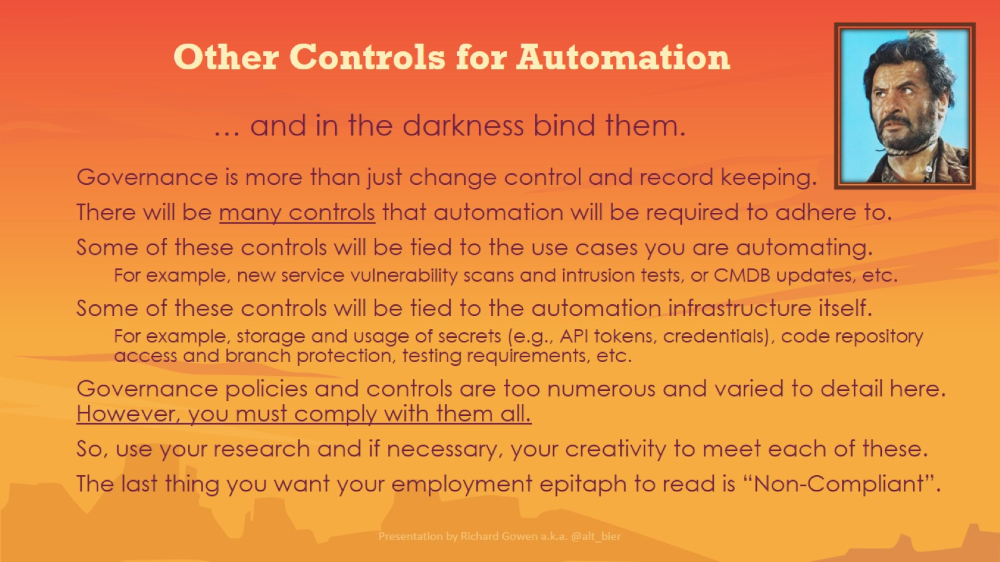 Other Controls for Automation
… and in the darkness bind them.
Governance is more than just change control and record keeping.
There will be many controls that automation will be required to adhere to.
Some of these controls will be tied to the use cases you are automating.
For example, new service vulnerability scans and intrusion tests, or CMDB updates, etc.
Some of these controls will be tied to the automation infrastructure itself.
For example, storage and usage of secrets (e.g., API tokens, credentials), code repository
access and branch protection, testing requirements, etc.
Governance policies and controls are too numerous and varied to detail here.
However, you must comply with them all.
So, use your research and if necessary, your creativity to meet each of these.
The last thing you want your employment epitaph to read is “Non-Compliant”.
Presentation by Richard Gowen a.k.a. @alt_bier